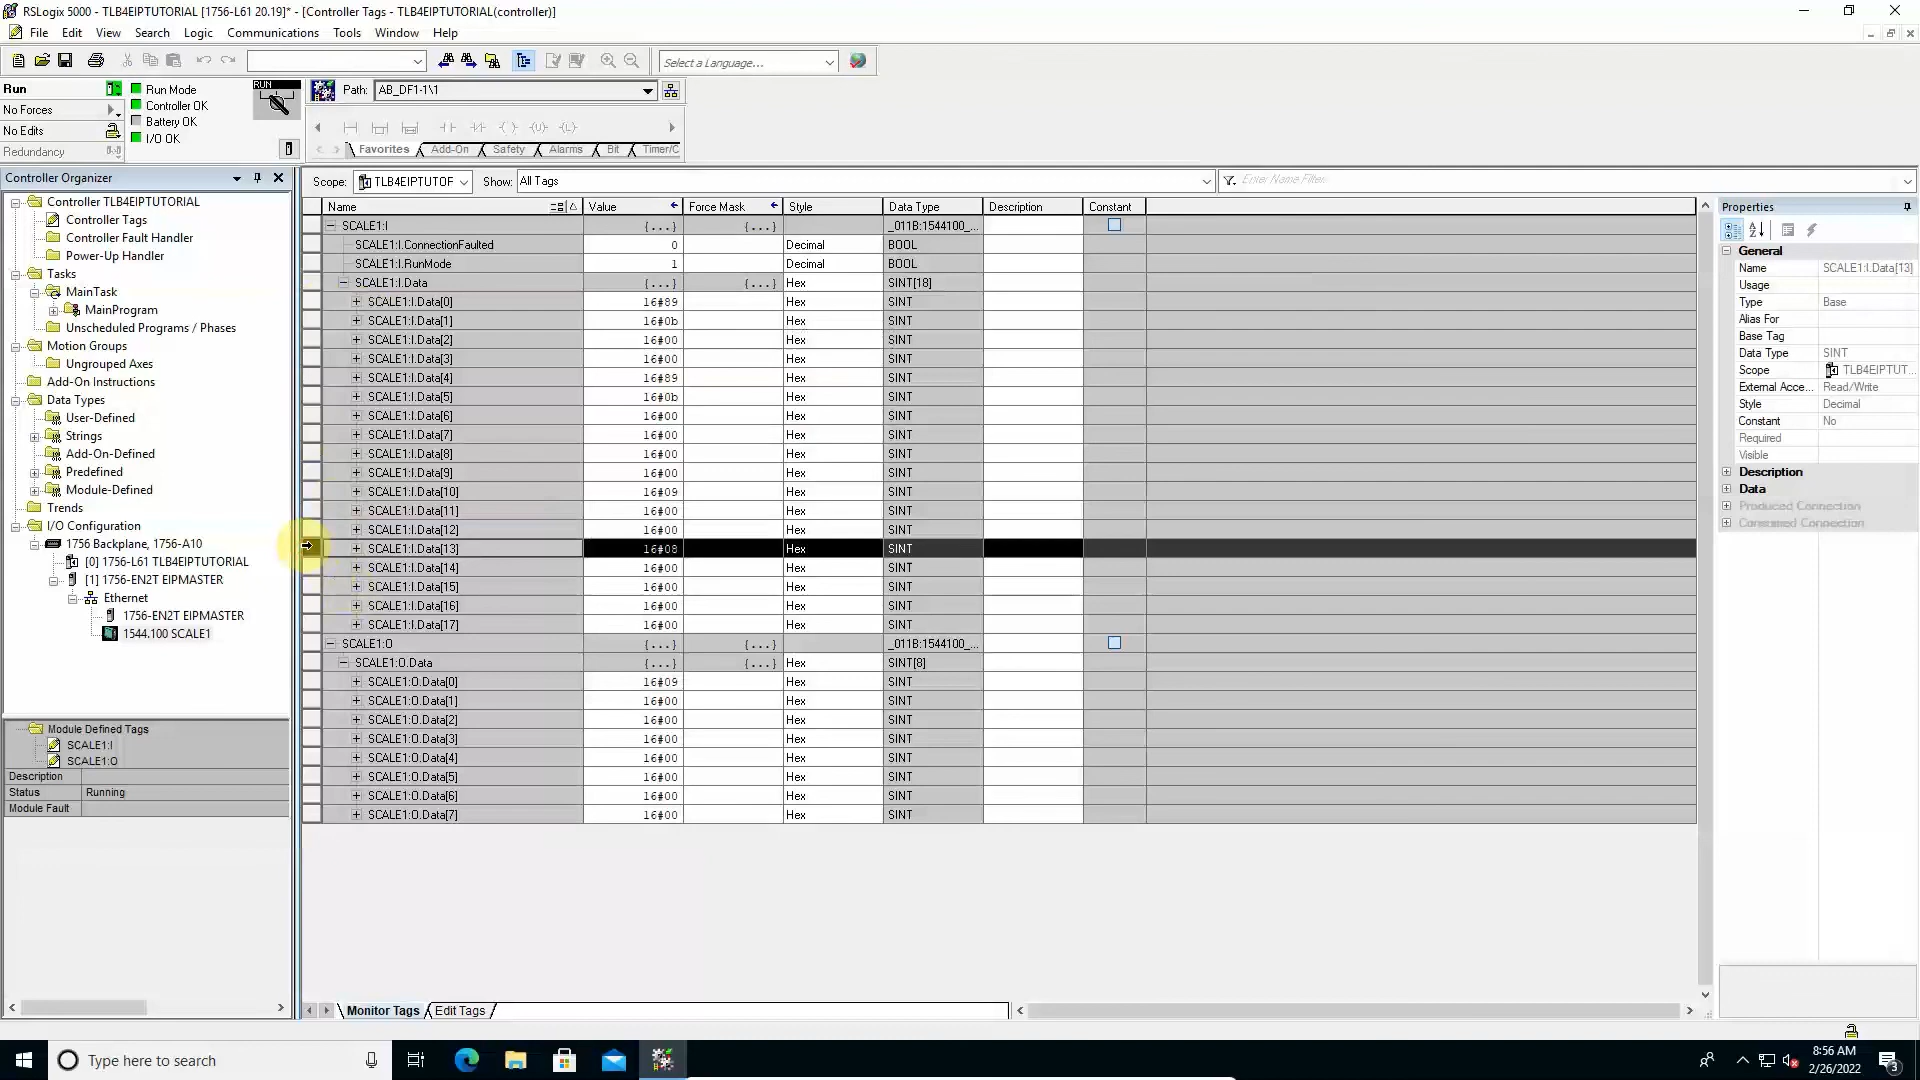 RSLogix 5000 - TLB4EIPTUTORIAL [1756-L61 20.19]* - [Controller Tags - TLB4EIPTUTORIAL(controller)]
File Edit View Search Logic Communications Tools Window Help
Select a Language...
Run
No Forces
No Edits
Redundancy
Run Mode
Controller OK
Battery OK
I/O OK
RUN
Path: AB_DF1-1\1
Favorites Add-On Safety Alarms Bit Timer/C
Controller Organizer
Controller TLB4EIPTUTORIAL
Controller Tags
Controller Fault Handler
Power-Up Handler
Tasks
MainTask
MainProgram
Unscheduled Programs / Phases
Motion Groups
Ungrouped Axes
Add-On Instructions
Data Types
User-Defined
Strings
Add-On-Defined
Predefined
Module-Defined
Trends
I/O Configuration
1756 Backplane, 1756-A10
[0] 1756-L61 TLB4EIPTUTORIAL
[1] 1756-EN2T EIPMASTER
Ethernet
1756-EN2T EIPMASTER
1544.100 SCALE1
Module Defined Tags
SCALE1:I
SCALE1:O
Description
Status Running
Module Fault
Scope: TLB4EIPTUTOF Show: All Tags Enter Name Filter...
Name Value Force Mask Style Data Type Description Constant
SCALE1:I {...} {...} _011B:1544100_...
SCALE1:I.ConnectionFaulted 0 Decimal BOOL
SCALE1:I.RunMode 1 Decimal BOOL
SCALE1:I.Data {...} {...} Hex SINT[18]
SCALE1:I.Data[0] 16#89 Hex SINT
SCALE1:I.Data[1] 16#0b Hex SINT
SCALE1:I.Data[2] 16#00 Hex SINT
SCALE1:I.Data[3] 16#00 Hex SINT
SCALE1:I.Data[4] 16#89 Hex SINT
SCALE1:I.Data[5] 16#0b Hex SINT
SCALE1:I.Data[6] 16#00 Hex SINT
SCALE1:I.Data[7] 16#00 Hex SINT
SCALE1:I.Data[8] 16#00 Hex SINT
SCALE1:I.Data[9] 16#00 Hex SINT
SCALE1:I.Data[10] 16#09 Hex SINT
SCALE1:I.Data[11] 16#00 Hex SINT
SCALE1:I.Data[12] 16#00 Hex SINT
SCALE1:I.Data[13] 16#08 Hex SINT
SCALE1:I.Data[14] 16#00 Hex SINT
SCALE1:I.Data[15] 16#00 Hex SINT
SCALE1:I.Data[16] 16#00 Hex SINT
SCALE1:I.Data[17] 16#00 Hex SINT
SCALE1:O {...} {...} _011B:1544100_...
SCALE1:O.Data {...} {...} Hex SINT[8]
SCALE1:O.Data[0] 16#09 Hex SINT
SCALE1:O.Data[1] 16#00 Hex SINT
SCALE1:O.Data[2] 16#00 Hex SINT
SCALE1:O.Data[3] 16#00 Hex SINT
SCALE1:O.Data[4] 16#00 Hex SINT
SCALE1:O.Data[5] 16#00 Hex SINT
SCALE1:O.Data[6] 16#00 Hex SINT
SCALE1:O.Data[7] 16#00 Hex SINT
Monitor Tags Edit Tags
Properties
General
Name SCALE1:I.Data[13]
Usage
Type Base
Alias For
Base Tag
Data Type SINT
Scope TLB4EIPTUT...
External Acce... Read/Write
Style Decimal
Constant No
Required
Visible
Description
Data
Produced Connection
Consumed Connection
Type here to search
8:56 AM
2/26/2022
3